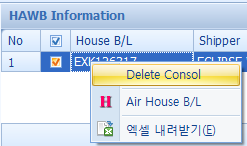 HAWB Information
No House B/L Shipper
1
Delete Consol
H Air House B/L
엑셀 내려받기(E)